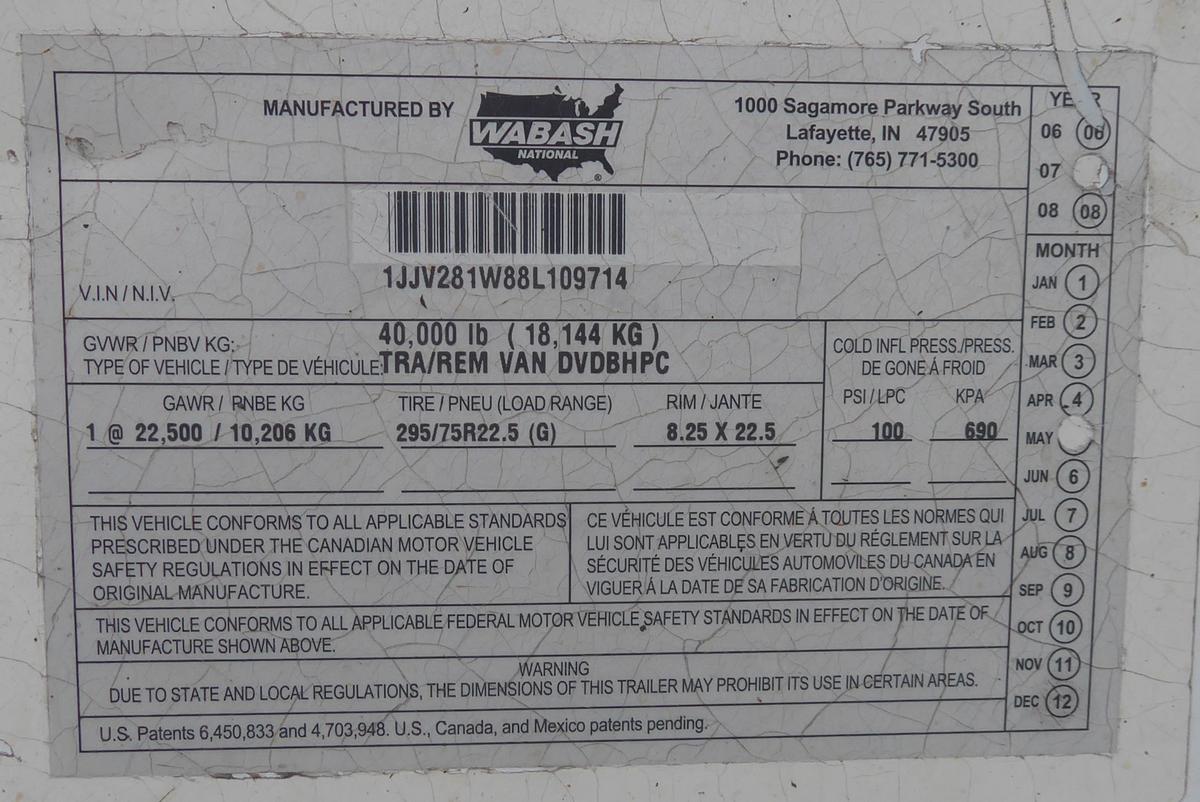 MANUFACTURED BY
WABASH
NATIONAL
®
1000 Sagamore Parkway South
Lafayette, IN 47905
Phone: (765) 771-5300
YEAR
06 06
07
08 08
1JJV281W88L109714
V.I.N / N.I.V.
GVWR / PNBV KG: 40,000 lb ( 18,144 KG )
TYPE OF VEHICLE / TYPE DE VÉHICULE: TRA/REM VAN DVDBHPC
COLD INFL PRESS./PRESS.
DE GONE Á FROID
GAWR / PNBE KG TIRE / PNEU (LOAD RANGE) RIM / JANTE PSI / LPC KPA
1 @ 22,500 / 10,206 KG 295/75R22.5 (G) 8.25 X 22.5 100 690
THIS VEHICLE CONFORMS TO ALL APPLICABLE STANDARDS
PRESCRIBED UNDER THE CANADIAN MOTOR VEHICLE
SAFETY REGULATIONS IN EFFECT ON THE DATE OF
ORIGINAL MANUFACTURE.
CE VÉHICULE EST CONFORME Á TOUTES LES NORMES QUI
LUI SONT APPLICABLES EN VERTU DU RÉGLEMENT SUR LA
SÉCURITÉ DES VÉHICULES AUTOMOVILES DU CANADA EN
VIGUER Á LA DATE DE SA FABRICATION D'ORIGINE.
THIS VEHICLE CONFORMS TO ALL APPLICABLE FEDERAL MOTOR VEHICLE SAFETY STANDARDS IN EFFECT ON THE DATE OF
MANUFACTURE SHOWN ABOVE.
WARNING
DUE TO STATE AND LOCAL REGULATIONS, THE DIMENSIONS OF THIS TRAILER MAY PROHIBIT ITS USE IN CERTAIN AREAS.
U.S. Patents 6,450,833 and 4,703,948. U.S., Canada, and Mexico patents pending.
MONTH
JAN 1
FEB 2
MAR 3
APR 4
MAY
JUN 6
JUL 7
AUG 8
SEP 9
OCT 10
NOV 11
DEC 12